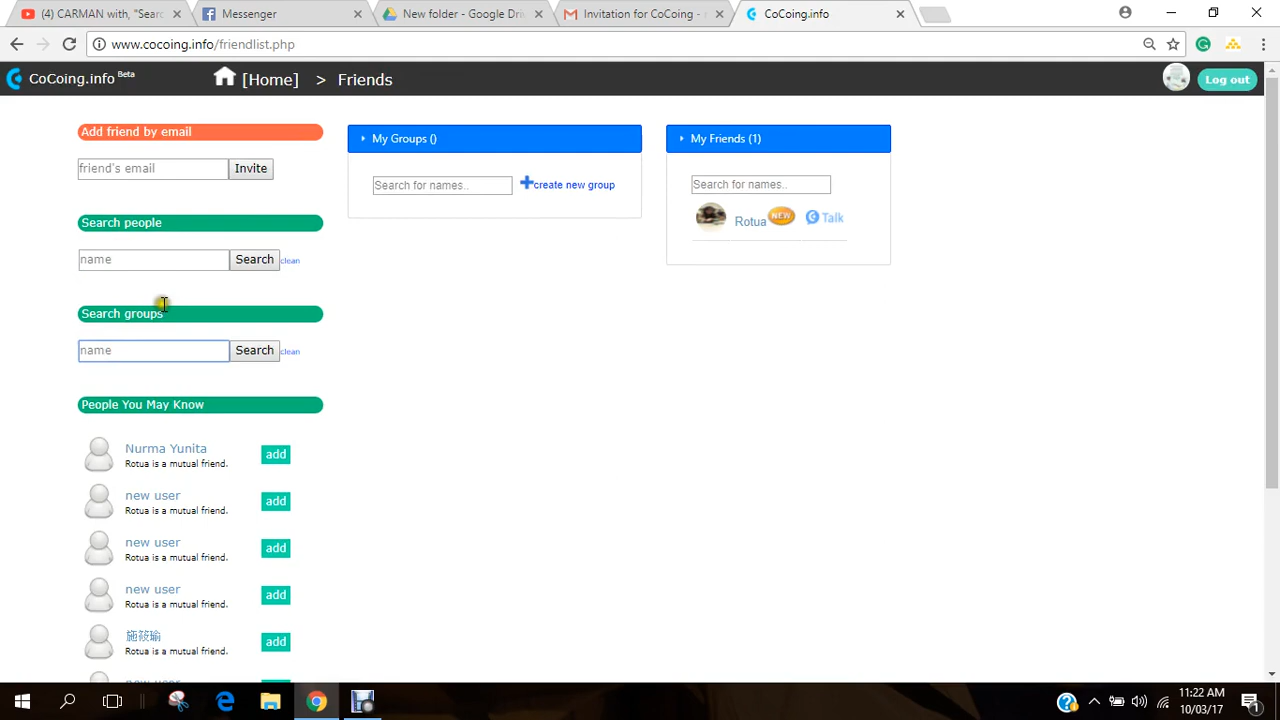 (4) CARMAN with, "Searc
Messenger
New folder - Google Driv
Invitation for CoCoing -
CoCoing.info
www.cocoing.info/friendlist.php
CoCoing.info Beta
[Home] > Friends
Log out
Add friend by email
friend's email
Invite
Search people
name
Search
clean
Search groups
name
Search
clean
People You May Know
Nurma Yunita
Rotua is a mutual friend.
add
new user
Rotua is a mutual friend.
add
new user
Rotua is a mutual friend.
add
new user
Rotua is a mutual friend.
add
施筱瑜
Rotua is a mutual friend.
add
My Groups ()
Search for names..
create new group
My Friends (1)
Search for names..
Rotua NEW Talk
11:22 AM
10/03/17
1